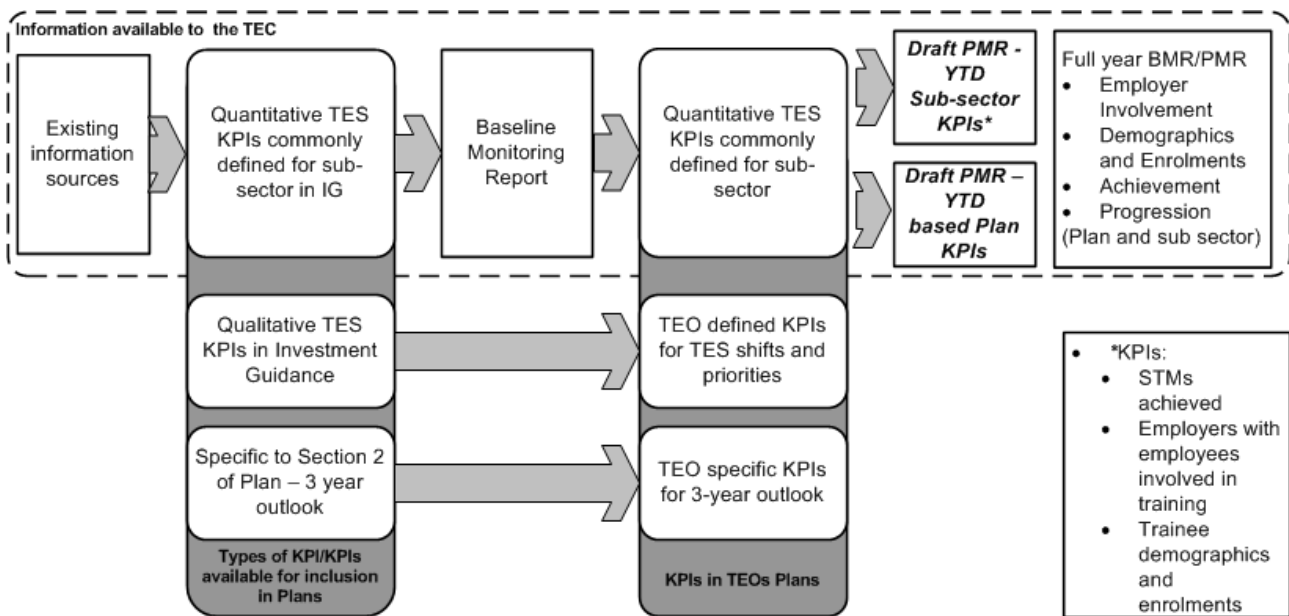 Information available to the TEC
Existing
information
sources
Quantitative TES
KPIs commonly
defined for sub-
sector in IG
Baseline
Monitoring
Report
Quantitative TES
KPIs commonly
defined for sub-
sector
Draft PMR -
YTD
Sub-sector
KPIs*
Draft PMR –
YTD
based Plan
KPIs
Full year BMR/PMR
• Employer
Involvement
• Demographics
and Enrolments
• Achievement
• Progression
(Plan and sub sector)
Qualitative TES
KPIs in Investment
Guidance
TEO defined KPIs
for TES shifts and
priorities
Specific to Section 2
of Plan – 3 year
outlook
TEO specific KPIs
for 3-year outlook
Types of KPI/KPIs
available for inclusion
in Plans
KPIs in TEOs Plans
• *KPIs:
• STMs
achieved
• Employers with
employees
involved in
training
• Trainee
demographics
and
enrolments